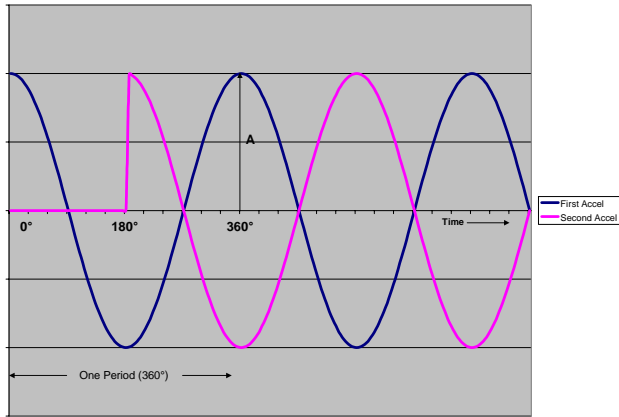 A
0° 180° 360° Time
First Accel
Second Accel
One Period (360°)